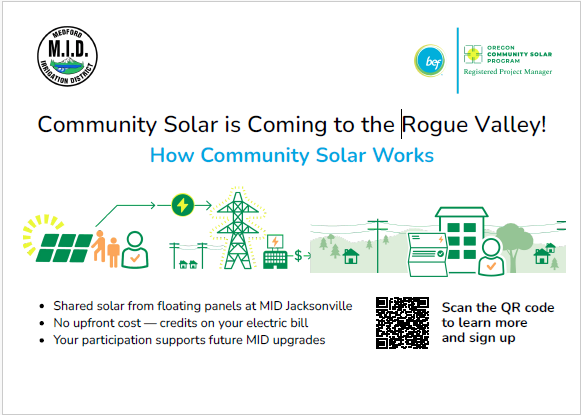 MEDFORD
M.I.D.
IRRIGATION DISTRICT
bef
OREGON
COMMUNITY SOLAR
PROGRAM
Registered Project Manager
Community Solar is Coming to the Rogue Valley!
How Community Solar Works
$
• Shared solar from floating panels at MID Jacksonville
• No upfront cost — credits on your electric bill
• Your participation supports future MID upgrades
Scan the QR code
to learn more
and sign up